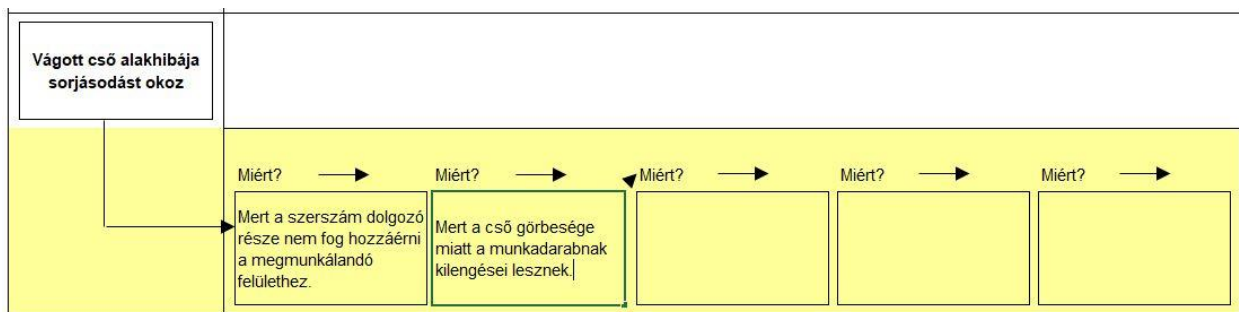 Vágott cső alakhibája
sorjásodást okoz
Miért?
Miért?
Miért?
Miért?
Miért?
Mert a szerszám dolgozó
része nem fog hozzáérni
a megmunkálandó
felülethez.
Mert a cső görbesége
miatt a munkadarabnak
kilengései lesznek.